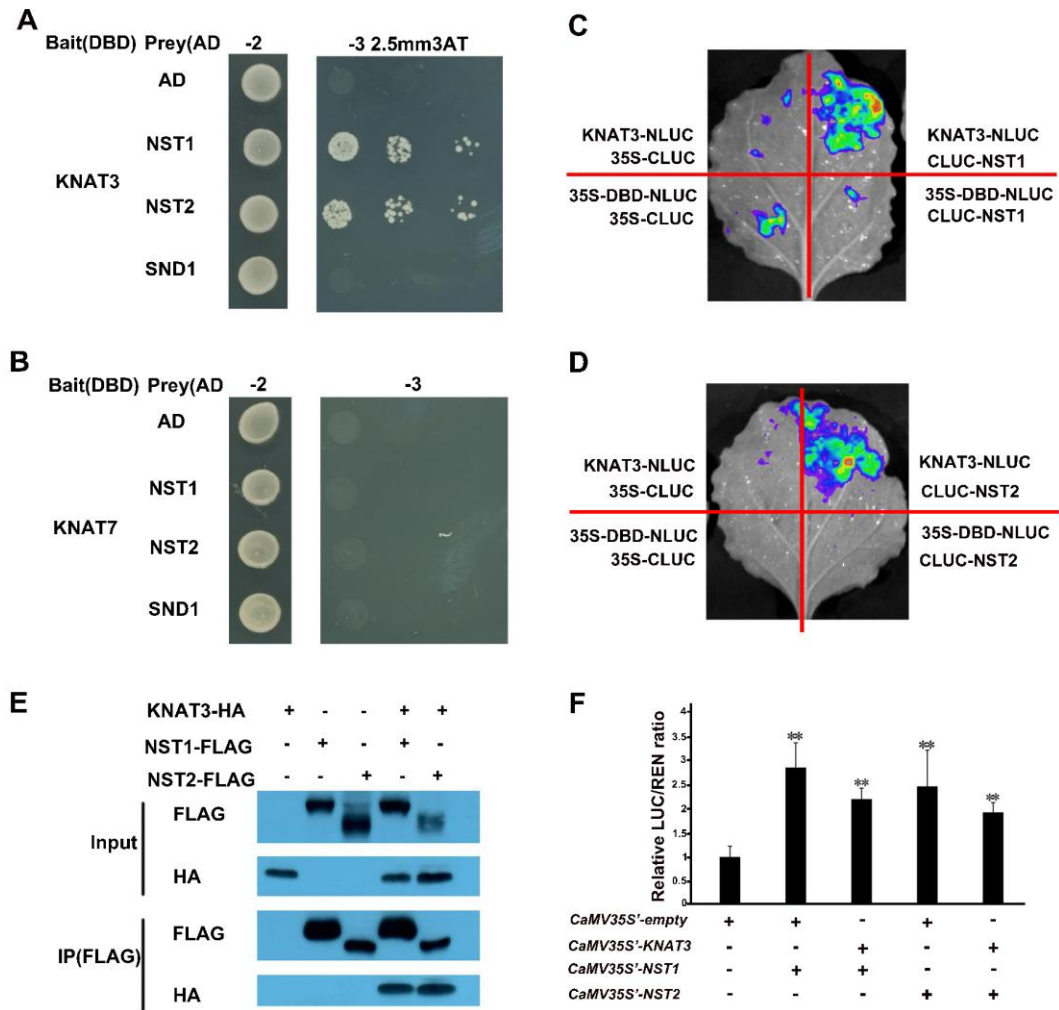 A
Bait(DBD) Prey(AD -2 -3 2.5mm3AT
AD
NST1
KNAT3
NST2
SND1
B
Bait(DBD) Prey(AD -2 -3
AD
NST1
KNAT7
NST2
SND1
C
KNAT3-NLUC
35S-CLUC
KNAT3-NLUC
CLUC-NST1
35S-DBD-NLUC
35S-CLUC
35S-DBD-NLUC
CLUC-NST1
D
KNAT3-NLUC
35S-CLUC
KNAT3-NLUC
CLUC-NST2
35S-DBD-NLUC
35S-CLUC
35S-DBD-NLUC
CLUC-NST2
E
KNAT3-HA + - - + +
NST1-FLAG - + - + -
NST2-FLAG - - + - +
Input
FLAG
HA
IP(FLAG)
FLAG
HA
F
Relative LUC/REN ratio
4
3.5
3
2.5
2
1.5
1
0.5
0
** ** ** **
CaMV35S'-empty + + - + -
CaMV35S'-KNAT3 - - + - +
CaMV35S'-NST1 - + + - -
CaMV35S'-NST2 - - - + +